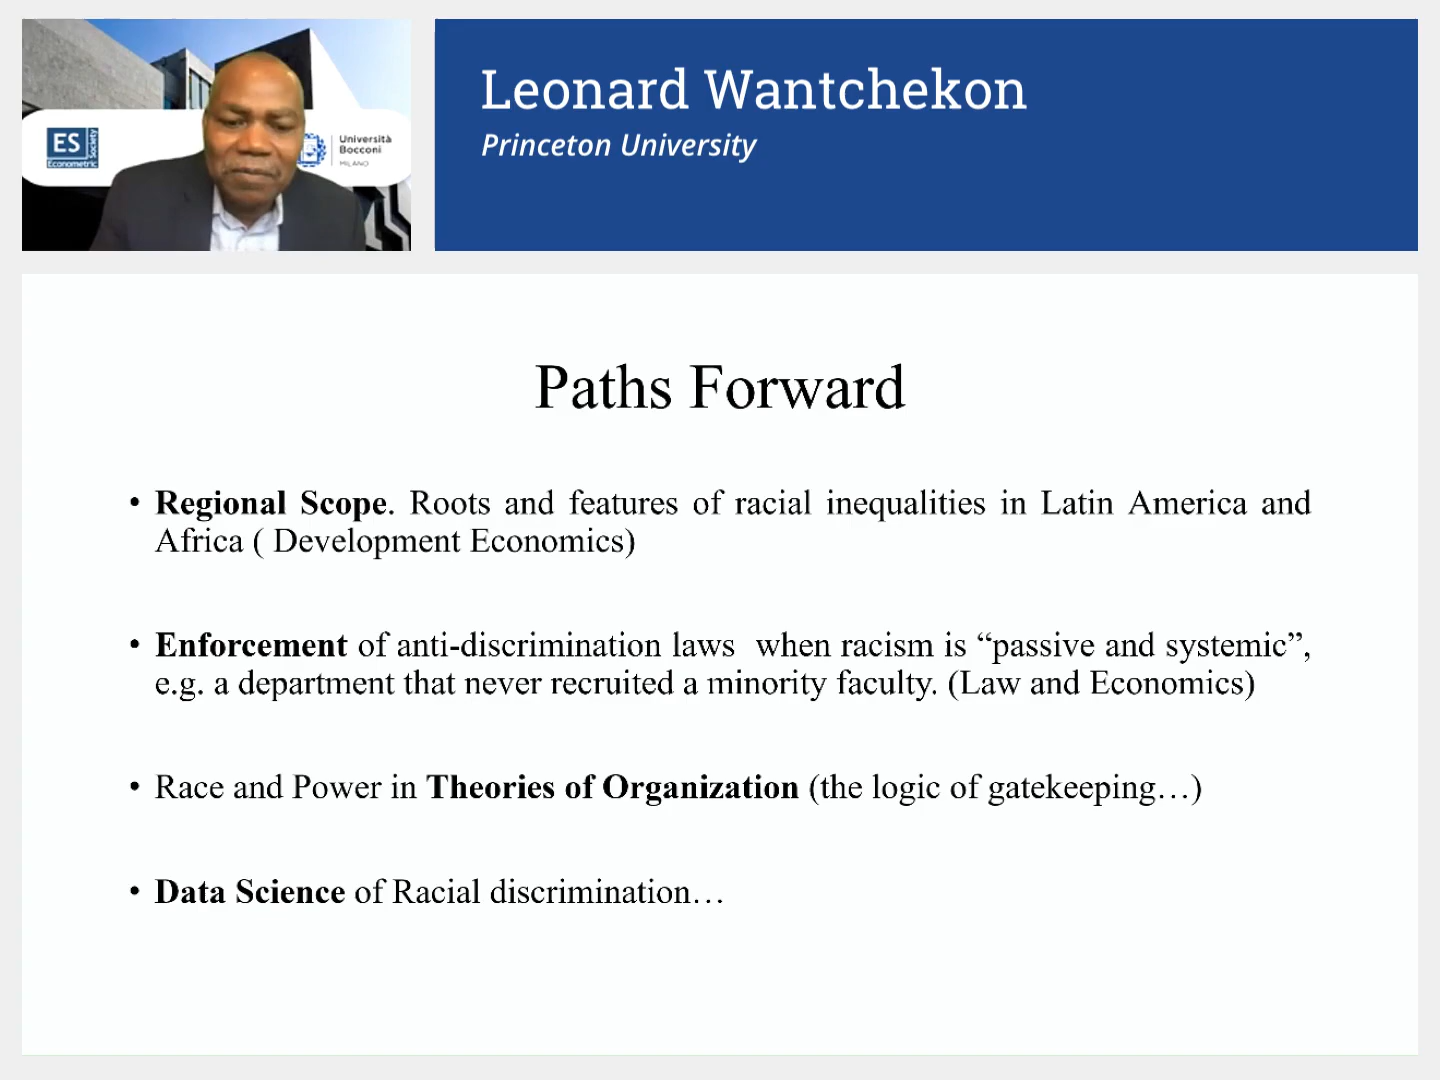 ES
Econometric
Society
Università
Bocconi
MILANO
Leonard Wantchekon
Princeton University
Paths Forward
• Regional Scope. Roots and features of racial inequalities in Latin America and
Africa ( Development Economics)
• Enforcement of anti-discrimination laws  when racism is “passive and systemic”,
e.g. a department that never recruited a minority faculty. (Law and Economics)
• Race and Power in Theories of Organization (the logic of gatekeeping…)
• Data Science of Racial discrimination…